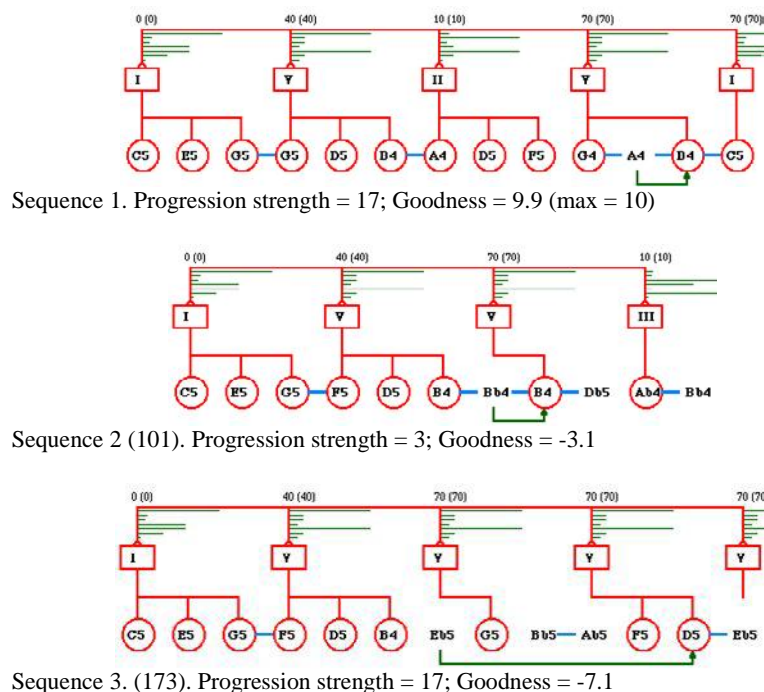 0 (0) 40 (40) 10 (10) 70 (70) 70 (70)
I V II V I
C5 E5 G5 G5 D5 B4 A4 D5 F5 G4 A4 B4 C5
Sequence 1. Progression strength = 17; Goodness = 9.9 (max = 10)
0 (0) 40 (40) 70 (70) 10 (10)
I V V III
C5 E5 G5 F5 D5 B4 Bb4 B4 Db5 Ab4 Bb4
Sequence 2 (101). Progression strength = 3; Goodness = -3.1
0 (0) 40 (40) 70 (70) 70 (70) 70 (70)
I V V V V
C5 E5 G5 F5 D5 B4 Eb5 G5 Bb5 Ab5 F5 D5 Eb5
Sequence 3. (173). Progression strength = 17; Goodness = -7.1